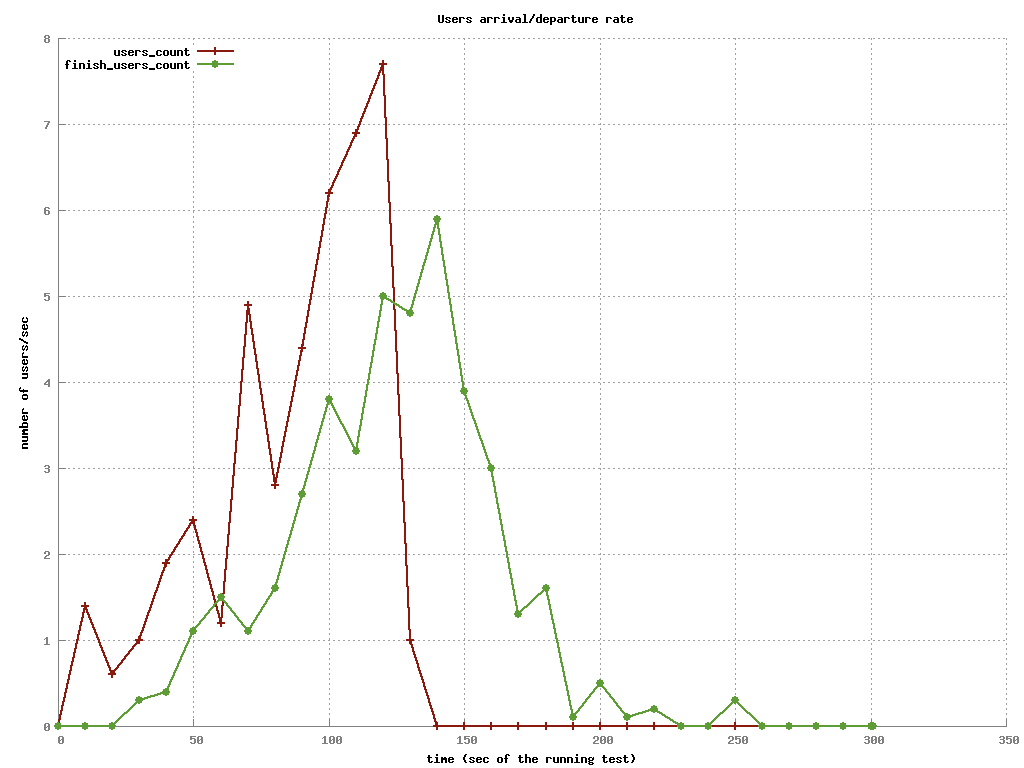 Users arrival/departure rate
users_count
finish_users_count
8
7
6
5
4
3
2
1
0
number of users/sec
0 50 100 150 200 250 300 350
time (sec of the running test)